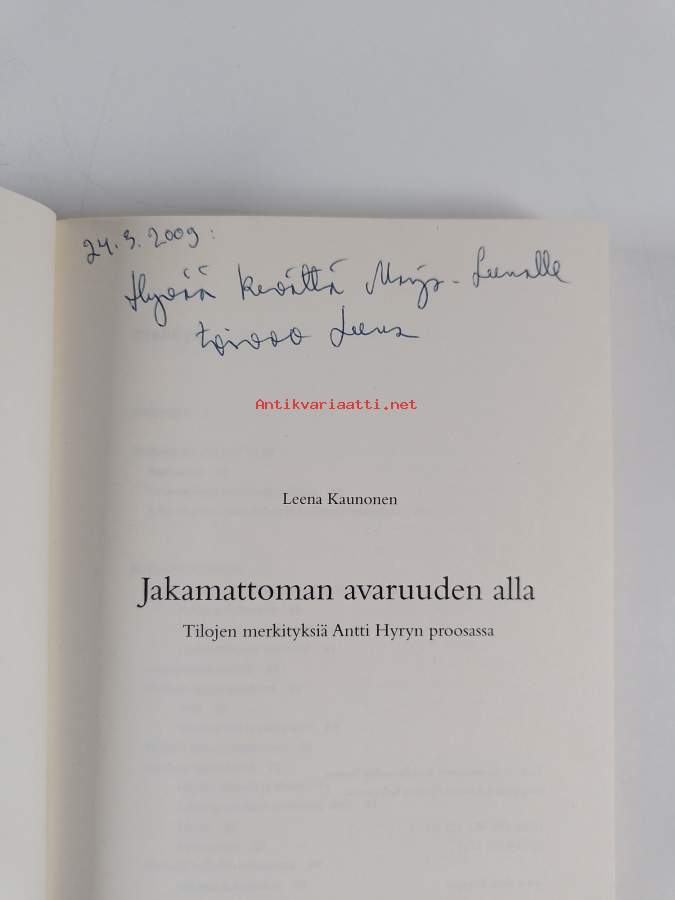 24.3.2009:
Hyvää kevättä Marja-Leenalle
toivoo Leena
Antikvariaatti.net
Leena Kaunonen
Jakamattoman avaruuden alla
Tilojen merkityksiä Antti Hyryn proosassa